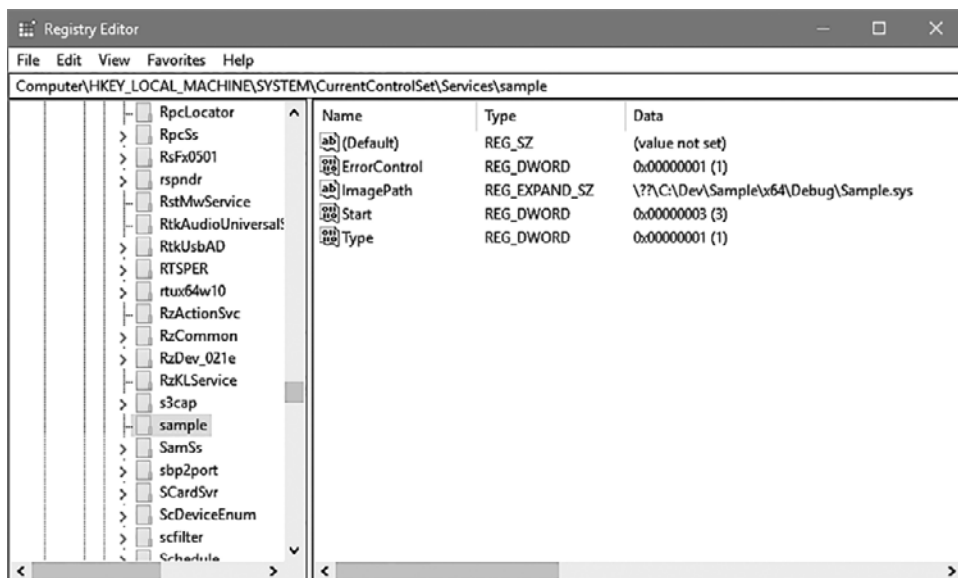 Registry Editor
File Edit View Favorites Help
Computer\HKEY_LOCAL_MACHINE\SYSTEM\CurrentControlSet\Services\sample
RpcLocator
RpcSs
RsFx0501
rspndr
RstMwService
RtkAudioUniversalS
RtkUsbAD
RTSPER
rtux64w10
RzActionSvc
RzCommon
RzDev_021e
RzKLService
s3cap
sample
SamSs
sbp2port
SCardSvr
ScDeviceEnum
scfilter
Schedule
Name Type Data
(Default) REG_SZ (value not set)
ErrorControl REG_DWORD 0x00000001 (1)
ImagePath REG_EXPAND_SZ \??\C:\Dev\Sample\x64\Debug\Sample.sys
Start REG_DWORD 0x00000003 (3)
Type REG_DWORD 0x00000001 (1)